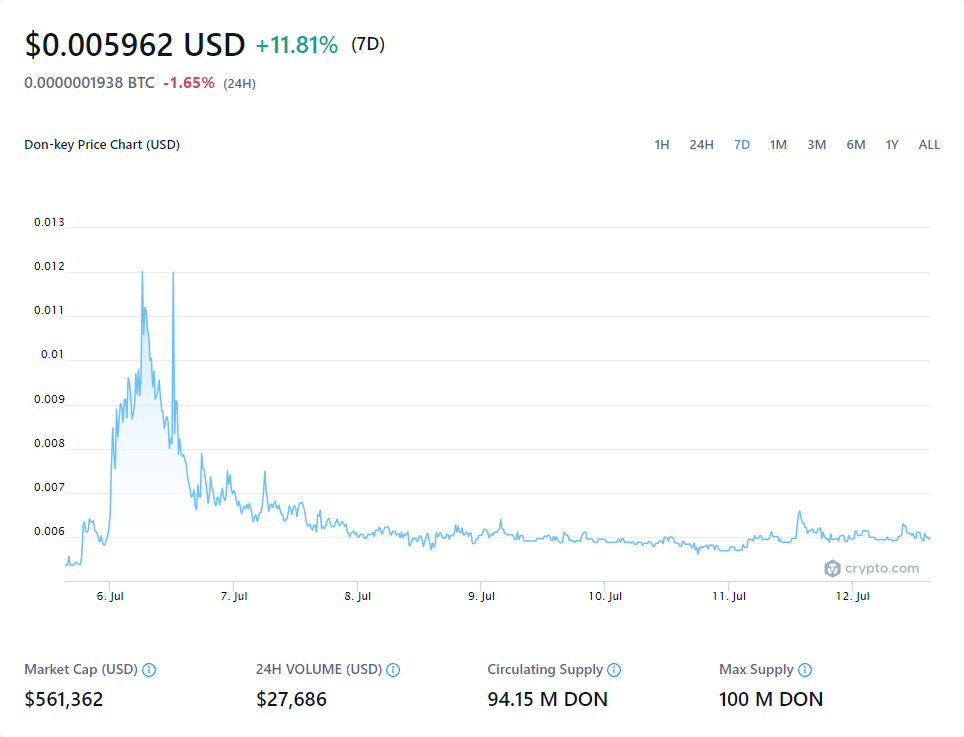 $0.005962 USD +11.81% (7D)
0.0000001938 BTC -1.65% (24H)
Don-key Price Chart (USD) 1H 24H 7D 1M 3M 6M 1Y ALL
0.013
0.012
0.011
0.01
0.009
0.008
0.007
0.006
crypto.com
6. Jul 7. Jul 8. Jul 9. Jul 10. Jul 11. Jul 12. Jul
Market Cap (USD) 24H VOLUME (USD) Circulating Supply Max Supply
$561,362 $27,686 94.15 M DON 100 M DON